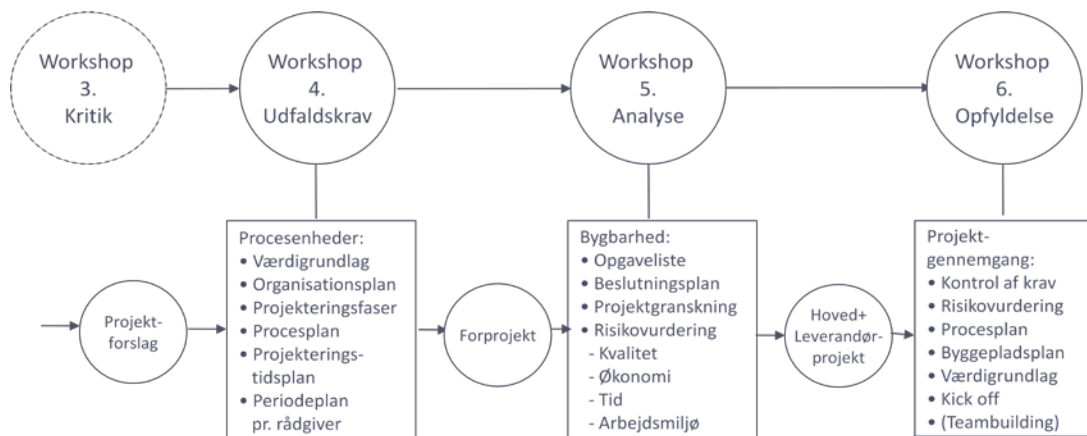 Workshop
3.
Kritik
Workshop
4.
Udfaldskrav
Workshop
5.
Analyse
Workshop
6.
Opfyldelse
Projekt-
forslag
Procesenheder:
• Værdigrundlag
• Organisationsplan
• Projekteringsfaser
• Procesplan
• Projekterings-
tidsplan
• Periodeplan
pr. rådgiver
Forprojekt
Bygbarhed:
• Opgaveliste
• Beslutningsplan
• Projektgranskning
• Risikovurdering
- Kvalitet
- Økonomi
- Tid
- Arbejdsmiljø
Hoved+
Leverandør-
projekt
Projekt-
gennemgang:
• Kontrol af krav
• Risikovurdering
• Procesplan
• Byggepladsplan
• Værdigrundlag
• Kick off
• (Teambuilding)